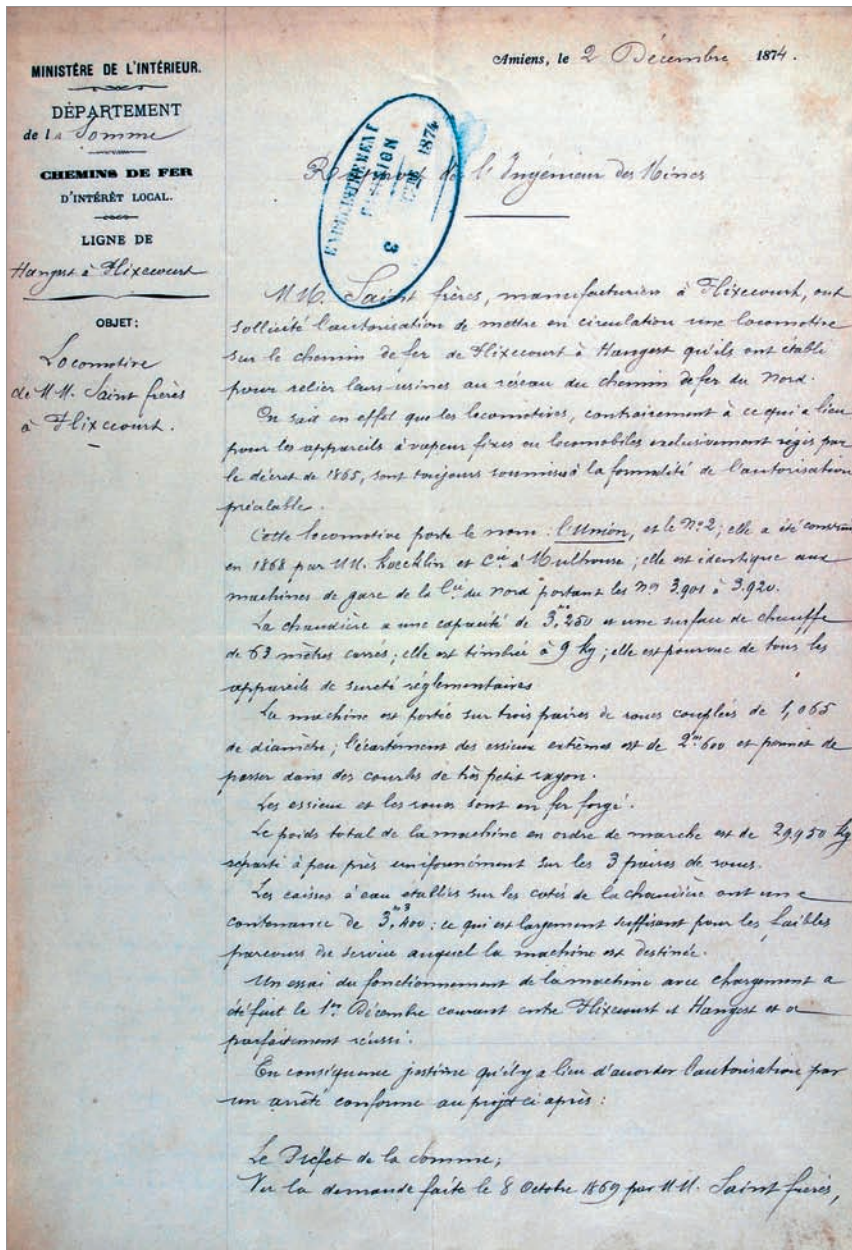 MINISTÈRE DE L'INTÉRIEUR.
DÉPARTEMENT
de la Somme
CHEMINS DE FER
D'INTÉRÊT LOCAL.
LIGNE DE
Hangest à Flixecourt
OBJET:
Locomotive
de MM. Saint frères
à Flixecourt.
Amiens, le 2 Décembre 1874.
ENREGISTREMENT
DIVISION
3 DÉC 1874
Rapport de l'Ingénieur des Mines
MM. Saint frères, manufacturiers à Flixecourt, ont
sollicité l'autorisation de mettre en circulation une locomotive
sur le chemin de fer de Flixecourt à Hangest qu'ils ont établi
pour relier leurs usines au réseau du chemin de fer du Nord.
On sait en effet que les locomotives, contrairement à ce qui a lieu
pour les appareils à vapeur fixes ou locomobiles exclusivement régis par
le décret de 1865, sont toujours soumises à la formalité de l'autorisation
préalable.
Cette locomotive porte le nom : l'Union, et le N° 2; elle a été construite
en 1868 par MM. Koechlin et Cie à Mulhouse; elle est identique aux
machines de gare de la Cie du Nord portant les Nos 3.901 à 3.920.
La chaudière a une capacité de 3,m250 et une surface de chauffe
de 63 mètres carrés; elle est timbrée à 9 kg; elle est pourvue de tous les
appareils de sureté réglementaires
La machine est portée sur trois paires de roues couplées de 1,065
de diamètre; l'écartement des essieux extrêmes est de 2m600 et permet de
passer dans des courbes de très petit rayon.
Les essieux et les roues sont en fer forgé.
Le poids total de la machine en ordre de marche est de 29,950 kg
réparti à peu près uniformément sur les 3 paires de roues.
Les caisses à eau établies sur les cotés de la chaudière ont une
contenance de 3,m3400; ce qui est largement suffisant pour les faibles
parcours du service auquel la machine est destinée.
Un essai du fonctionnement de la machine avec chargement a
été fait le 1er Décembre courant entre Flixecourt et Hangest et a
parfaitement réussi.
En conséquence j'estime qu'il y a lieu d'accorder l'autorisation par
un arrêté conforme au projet ci après :
Le Préfet de la Somme;
Vu la demande faite le 8 Octobre 1869 par MM. Saint frères,